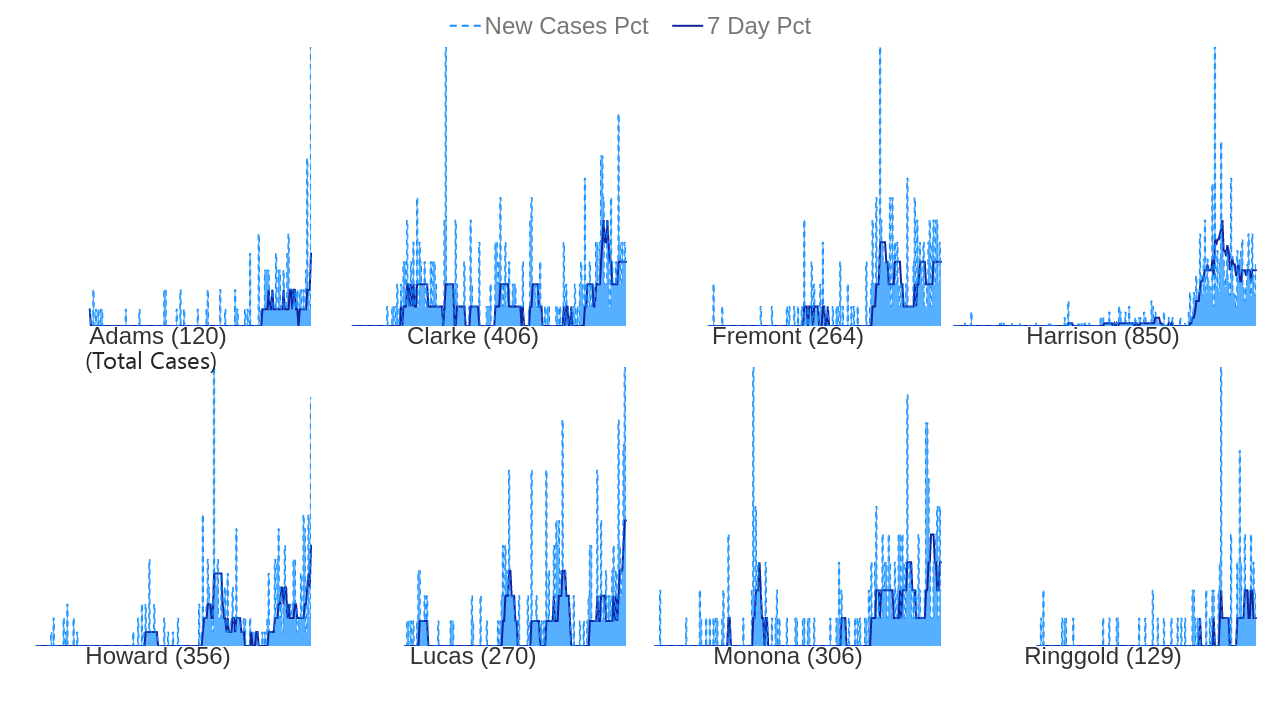 New Cases Pct 7 Day Pct
Adams (120) Clarke (406) Fremont (264) Harrison (850)
(Total Cases)
Howard (356) Lucas (270) Monona (306) Ringgold (129)